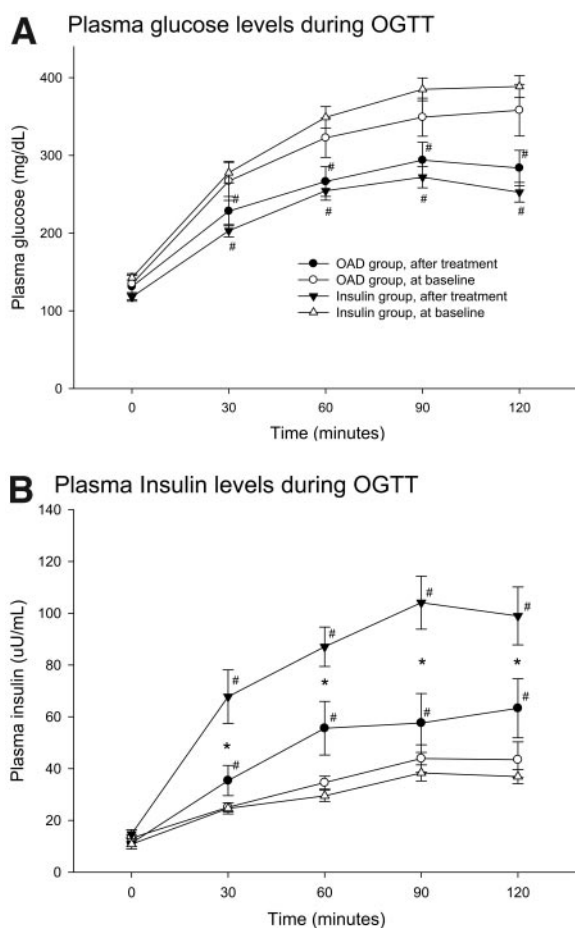 A Plasma glucose levels during OGTT
Plasma glucose (mg/dL)
400
300
200
100
0
# # # #
# # # #
OAD group, after treatment
OAD group, at baseline
Insulin group, after treatment
Insulin group, at baseline
0 30 60 90 120
Time (minutes)
B Plasma Insulin levels during OGTT
Plasma insulin (uU/mL)
140
120
100
80
60
40
20
0
# # # #
* * * *
# # # #
0 30 60 90 120
Time (minutes)